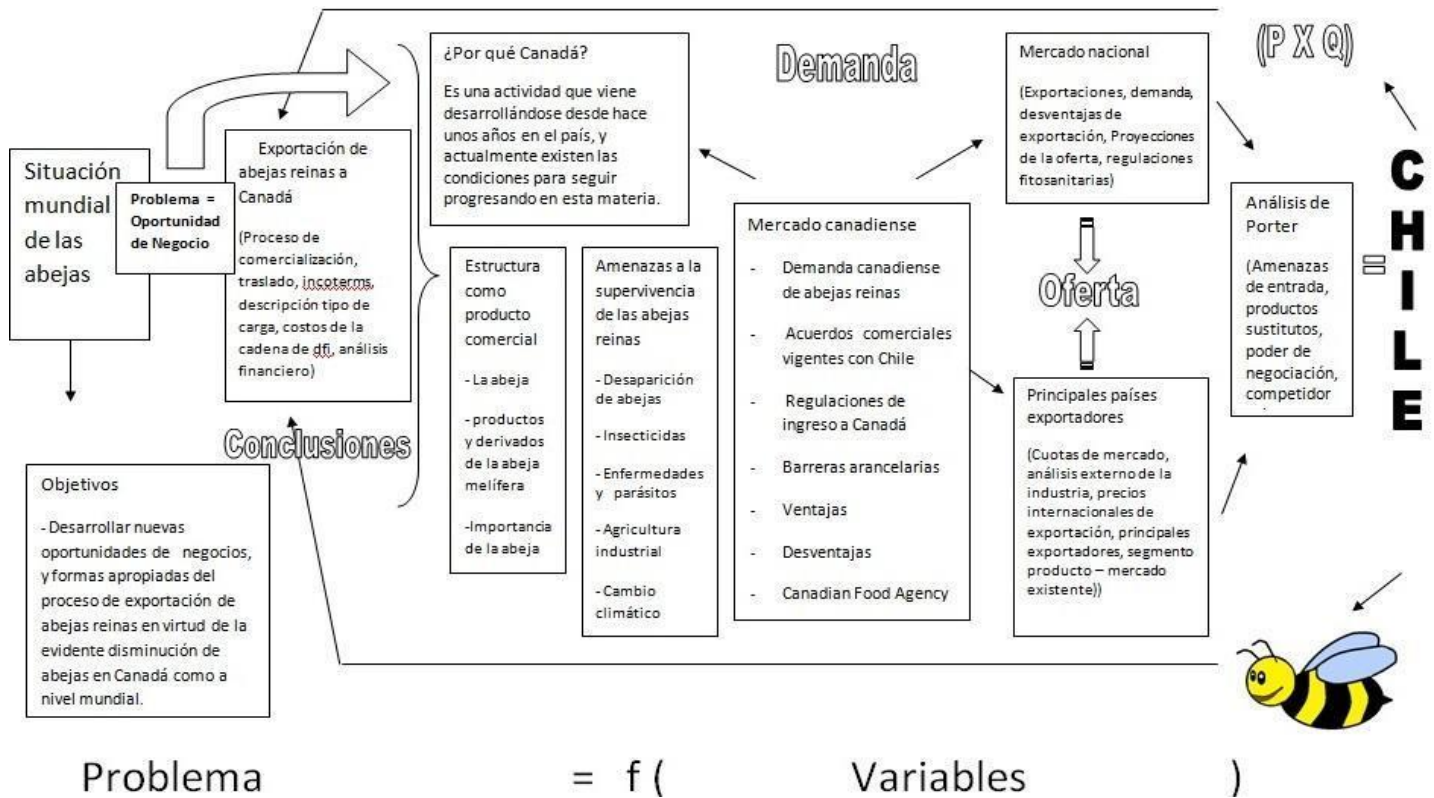 Situación
mundial
de las
abejas
Problema =
Oportunidad
de Negocio
Exportación de
abejas reinas a
Canadá
(Proceso de
comercialización,
traslado, incoterms,
descripción tipo de
carga, costos de la
cadena de dfi, análisis
financiero)
Conclusiones
Objetivos
- Desarrollar nuevas
oportunidades de negocios,
y formas apropiadas del
proceso de exportación de
abejas reinas en virtud de la
evidente disminución de
abejas en Canadá como a
nivel mundial.
¿Por qué Canadá?
Es una actividad que viene
desarrollándose desde hace
unos años en el país, y
actualmente existen las
condiciones para seguir
progresando en esta materia.
Estructura
como
producto
comercial
- La abeja
- productos
y derivados
de la abeja
melífera
-Importancia
de la abeja
Amenazas a la
supervivencia
de las abejas
reinas
- Desaparición
de abejas
- Insecticidas
- Enfermedades
y parásitos
- Agricultura
industrial
- Cambio
climático
Demanda
Mercado canadiense
- Demanda canadiense
de abejas reinas
- Acuerdos comerciales
vigentes con Chile
- Regulaciones de
ingreso a Canadá
- Barreras arancelarias
- Ventajas
- Desventajas
- Canadian Food Agency
Mercado nacional
(Exportaciones, demanda,
desventajas de
exportación, Proyecciones
de la oferta, regulaciones
fitosanitarias)
Oferta
Principales países
exportadores
(Cuotas de mercado,
análisis externo de la
industria, precios
internacionales de
exportación, principales
exportadores, segmento
producto – mercado
existente))
(P X Q)
Análisis de
Porter
(Amenazas
de entrada,
productos
sustitutos,
poder de
negociación,
competidor
=
CHILE
Problema = f ( Variables )